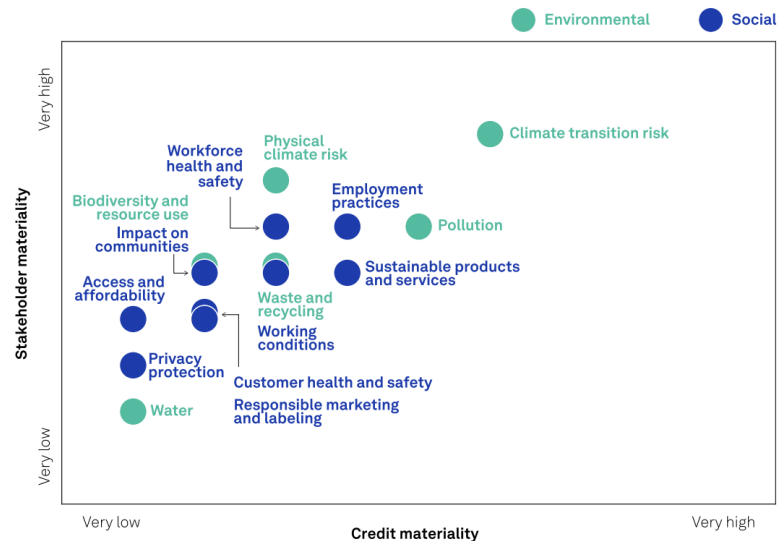 Environmental
Social
Very high
Climate transition risk
Physical
climate risk
Workforce
health and
safety
Employment
practices
Biodiversity and
resource use
Pollution
Impact on
communities
Sustainable products
and services
Access and
affordability
Waste and
recycling
Working
conditions
Privacy
protection
Customer health and safety
Water
Responsible marketing
and labeling
Stakeholder materiality
Very low
Very low
Very high
Credit materiality